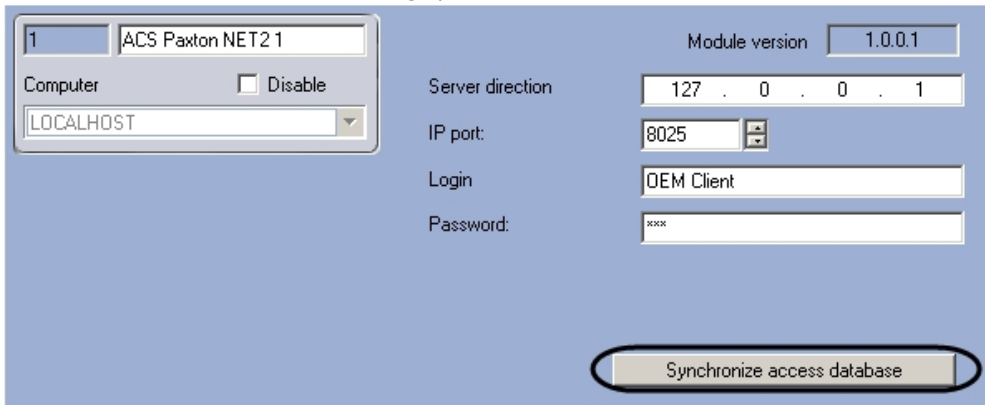 1 ACS Paxton NET2 1
Module version 1.0.0.1
Computer Disable
Server direction 127 . 0 . 0 . 1
LOCALHOST
IP port: 8025
Login OEM Client
Password: ***
Synchronize access database